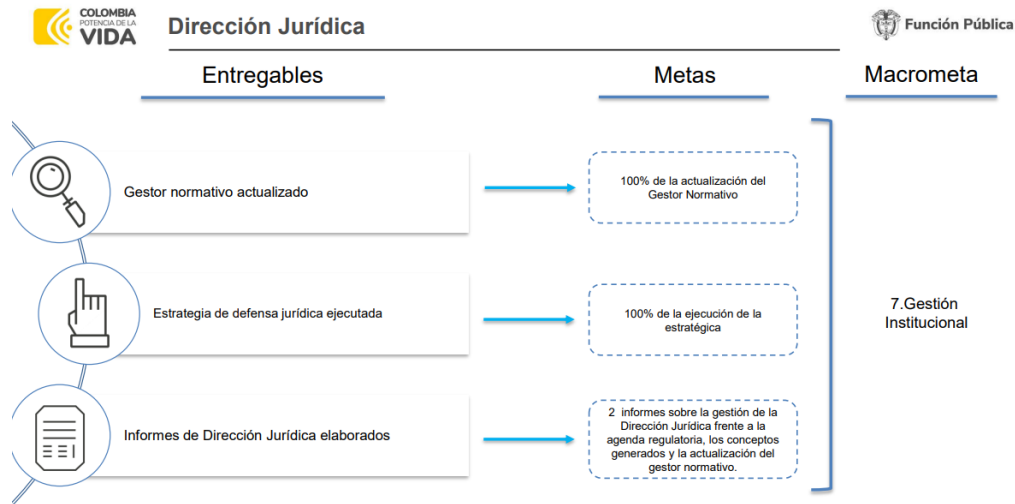 COLOMBIA
POTENCIA DE LA
VIDA
Dirección Jurídica
Función Pública
Entregables
Metas
Macrometa
Gestor normativo actualizado
100% de la actualización del
Gestor Normativo
Estrategia de defensa jurídica ejecutada
100% de la ejecución de la
estratégica
7.Gestión
Institucional
Informes de Dirección Jurídica elaborados
2 informes sobre la gestión de la
Dirección Jurídica frente a la
agenda regulatoria, los conceptos
generados y la actualización del
gestor normativo.